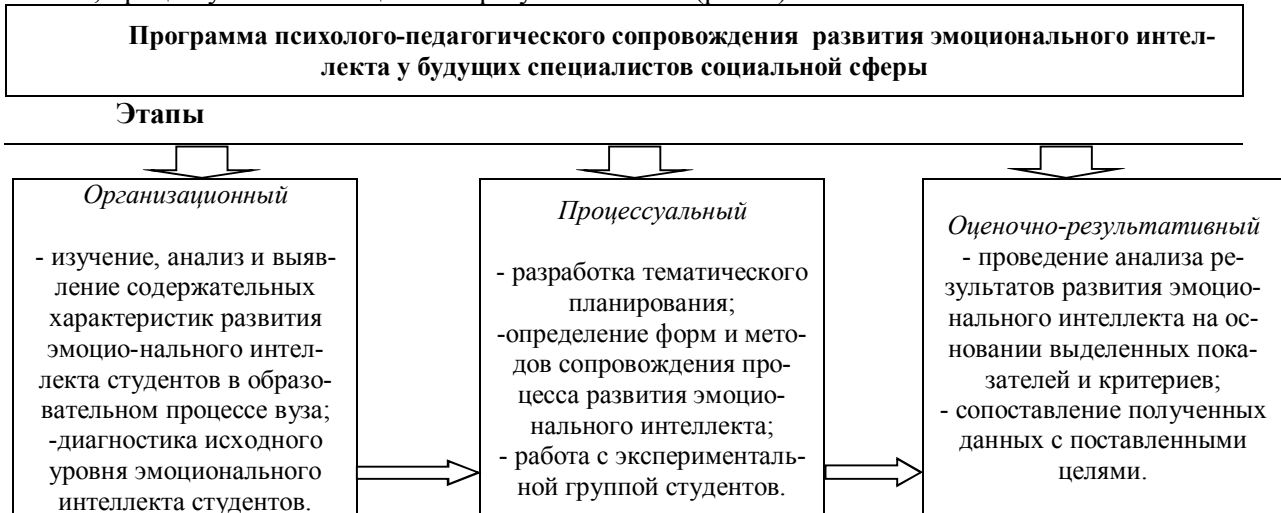 Программа психолого-педагогического сопровождения развития эмоционального интел-
лекта у будущих специалистов социальной сферы
Этапы
Организационный
- изучение, анализ и выяв-
ление содержательных
характеристик развития
эмоцио-нального интел-
лекта студентов в образо-
вательном процессе вуза;
-диагностика исходного
уровня эмоционального
интеллекта студентов.
Процессуальный
- разработка тематического
планирования;
-определение форм и мето-
дов сопровождения про-
цесса развития эмоцио-
нального интеллекта;
- работа с эксперименталь-
ной группой студентов.
Оценочно-результативный
- проведение анализа ре-
зультатов развития эмоцио-
нального интеллекта на ос-
новании выделенных пока-
зателей и критериев;
- сопоставление полученных
данных с поставленными
целями.